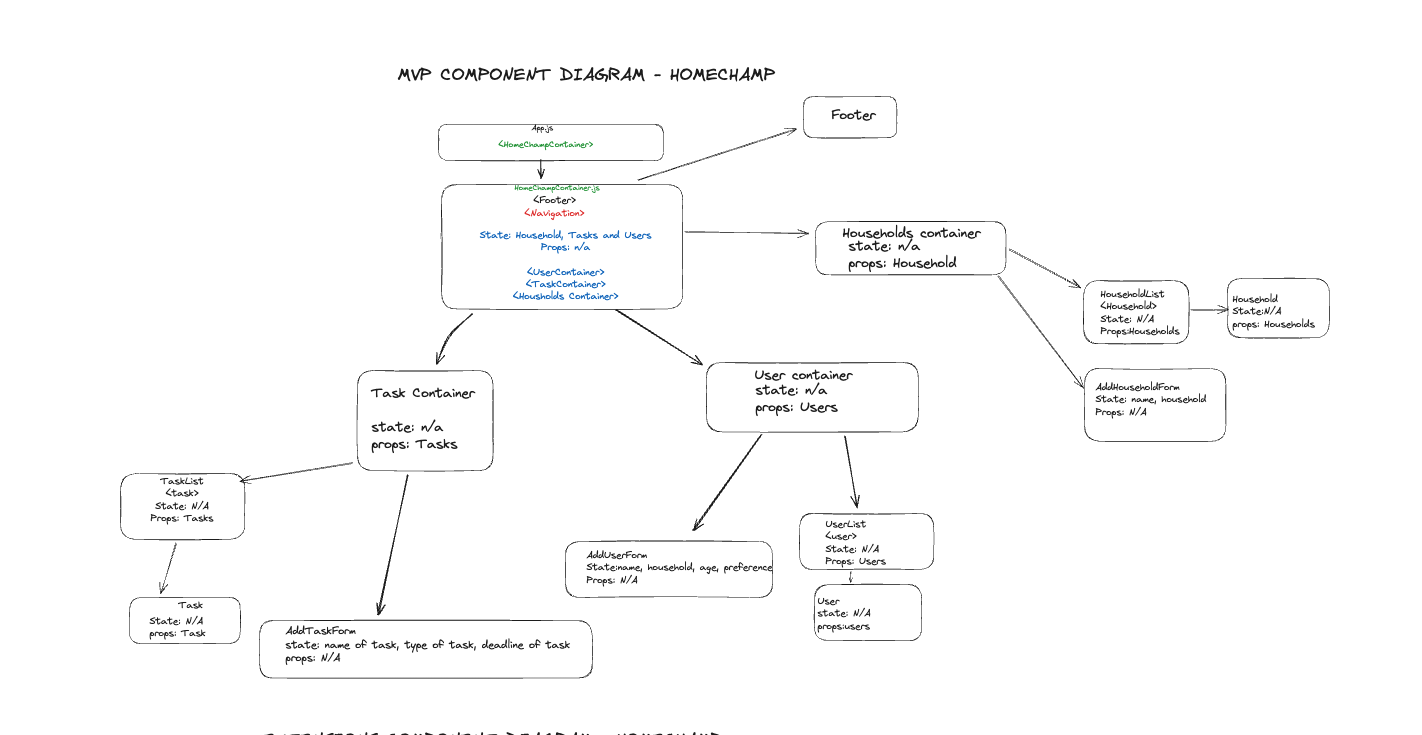 MVP COMPONENT DIAGRAM - HOMECHAMP
Footer
App.js
<HomeChampContainer>
HomeChampContainer.js
<Footer>
<Navigation>
State: Household, Tasks and Users
Props: n/a
<UserContainer>
<TaskContainer>
<Housholds Container>
Households container
state: n/a
props: Household
HouseholdList
<Household>
State: N/A
Props:Households
Household
State:N/A
props: Households
AddHouseholdForm
State: name, household
Props: N/A
Task Container
state: n/a
props: Tasks
User container
state: n/a
props: Users
TaskList
<task>
State: N/A
Props: Tasks
Task
State: N/A
props: Task
AddTaskForm
state: name of task, type of task, deadline of task
props: N/A
AddUserForm
State:name, household, age, preference
Props: N/A
UserList
<user>
State: N/A
Props: Users
User
state: N/A
props:users
COMPONENT DIAGRAM - HOMECHAMP